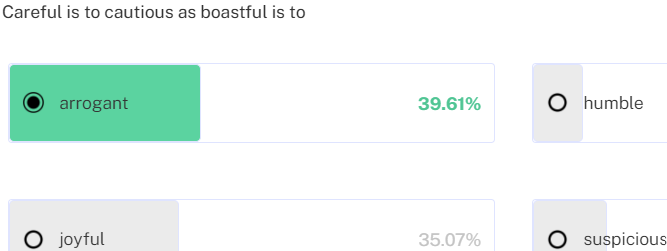 Careful is to cautious as boastful is to
arrogant 39.61%
humble
joyful 35.07%
suspicious